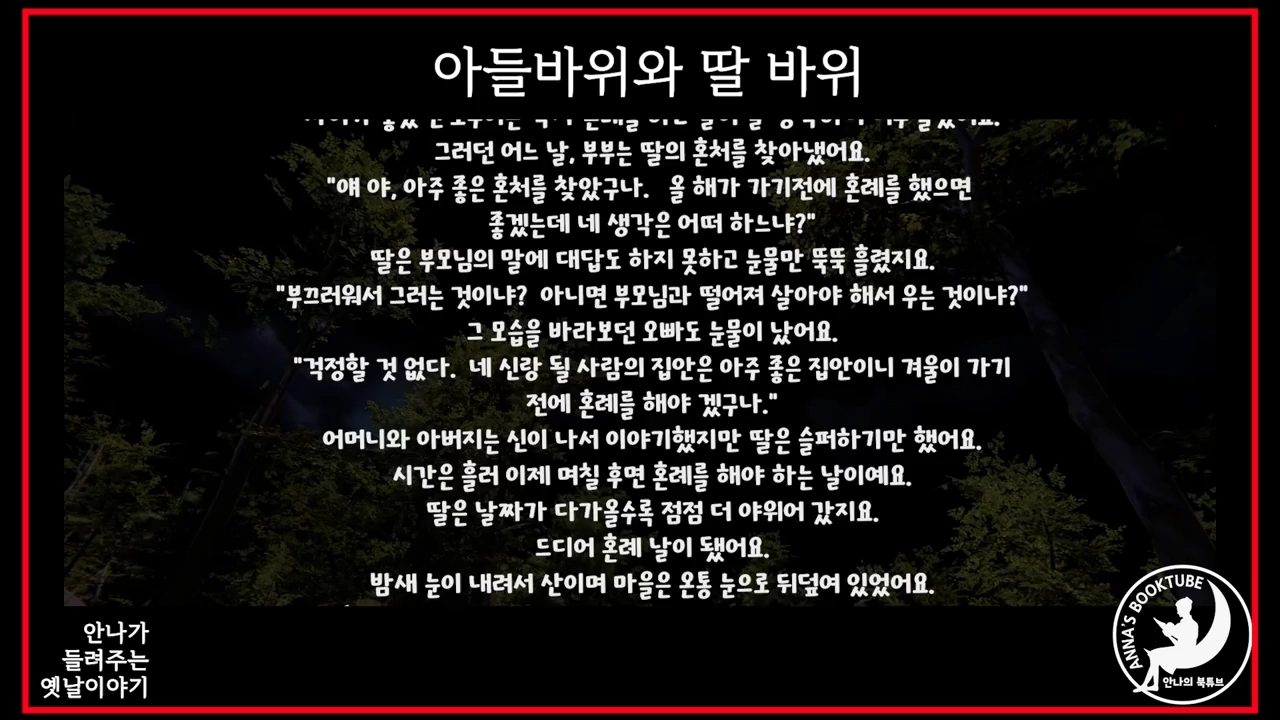 아들바위와 딸 바위
그러던 어느 날, 부부는 딸의 혼처를 찾아냈어요.
"얘 야, 아주 좋은 혼처를 찾았구나. 올 해가 가기전에 혼례를 했으면
좋겠는데 네 생각은 어떠 하느냐?"
딸은 부모님의 말에 대답도 하지 못하고 눈물만 뚝뚝 흘렸지요.
"부끄러워서 그러는 것이냐? 아니면 부모님과 떨어져 살아야 해서 우는 것이냐?"
그 모습을 바라보던 오빠도 눈물이 났어요.
"걱정할 것 없다. 네 신랑 될 사람의 집안은 아주 좋은 집안이니 겨울이 가기
전에 혼례를 해야 겠구나."
어머니와 아버지는 신이 나서 이야기했지만 딸은 슬퍼하기만 했어요.
시간은 흘러 이제 며칠 후면 혼례를 해야 하는 날이예요.
딸은 날짜가 다가올수록 점점 더 야위어 갔지요.
드디어 혼례 날이 됐어요.
밤새 눈이 내려서 산이며 마을은 온통 눈으로 뒤덮여 있었어요.
안나가
들려주는
옛날이야기
ANNA'S BOOKTUBE
안나의 북튜브